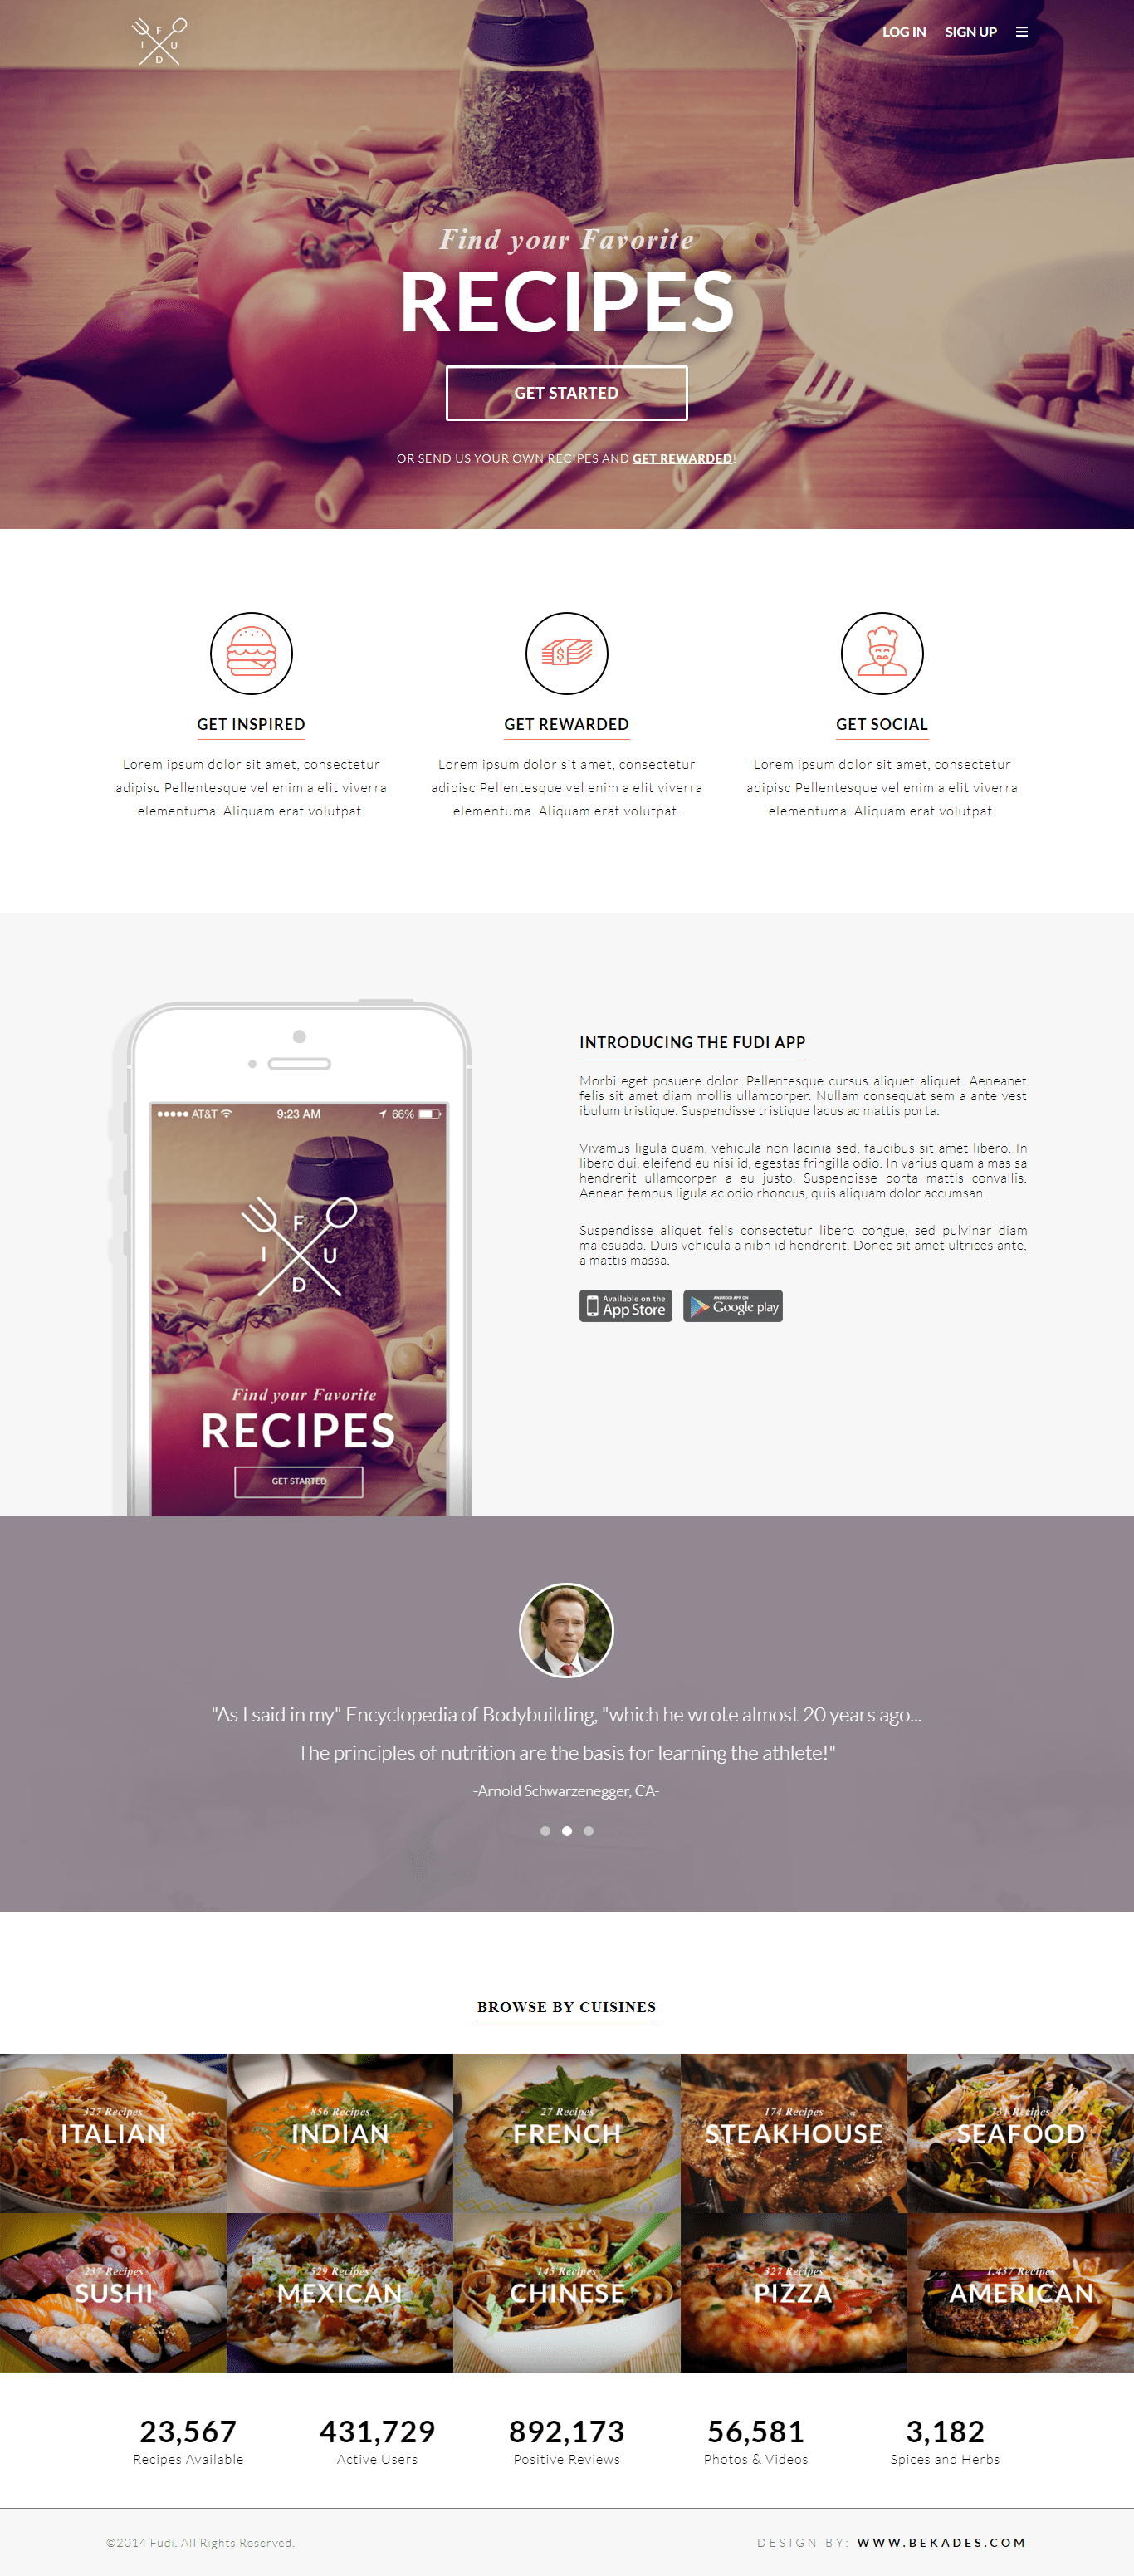 F
I U
D
LOG IN SIGN UP
Find your Favorite
RECIPES
GET STARTED
OR SEND US YOUR OWN RECIPES AND GET REWARDED!
GET INSPIRED
Lorem ipsum dolor sit amet, consectetur
adipisc Pellentesque vel enim a elit viverra
elementuma. Aliquam erat volutpat.
GET REWARDED
Lorem ipsum dolor sit amet, consectetur
adipisc Pellentesque vel enim a elit viverra
elementuma. Aliquam erat volutpat.
GET SOCIAL
Lorem ipsum dolor sit amet, consectetur
adipisc Pellentesque vel enim a elit viverra
elementuma. Aliquam erat volutpat.
AT&T 9:23 AM 66%
F
I U
D
Find your Favorite
RECIPES
GET STARTED
INTRODUCING THE FUDI APP
Morbi eget posuere dolor. Pellentesque cursus aliquet aliquet. Aeneanet
felis sit amet diam mollis ullamcorper. Nullam consequat sem a ante vest
ibulum tristique. Suspendisse tristique lacus ac mattis porta.
Vivamus ligula quam, vehicula non lacinia sed, faucibus sit amet libero. In
libero dui, eleifend eu nisi id, egestas fringilla odio. In varius quam a mas sa
hendrerit ullamcorper a eu justo. Suspendisse porta mattis convallis.
Aenean tempus ligula ac odio rhoncus, quis aliquam dolor accumsan.
Suspendisse aliquet felis consectetur libero congue, sed pulvinar diam
malesuada. Duis vehicula a nibh id hendrerit. Donec sit amet ultrices ante,
a mattis massa.
Available on the
App Store
ANDROID APP ON
Google play
"As I said in my" Encyclopedia of Bodybuilding, "which he wrote almost 20 years ago...
The principles of nutrition are the basis for learning the athlete!"
-Arnold Schwarzenegger, CA-
BROWSE BY CUISINES
327 Recipes
ITALIAN
856 Recipes
INDIAN
27 Recipes
FRENCH
174 Recipes
STEAKHOUSE
Recipes
SEAFOOD
237 Recipes
SUSHI
529 Recipes
MEXICAN
145 Recipes
CHINESE
327 Recipes
PIZZA
1,437 Recipes
AMERICAN
23,567
Recipes Available
431,729
Active Users
892,173
Positive Reviews
56,581
Photos & Videos
3,182
Spices and Herbs
©2014 Fudi. All Rights Reserved.
DESIGN BY: WWW.BEKADES.COM